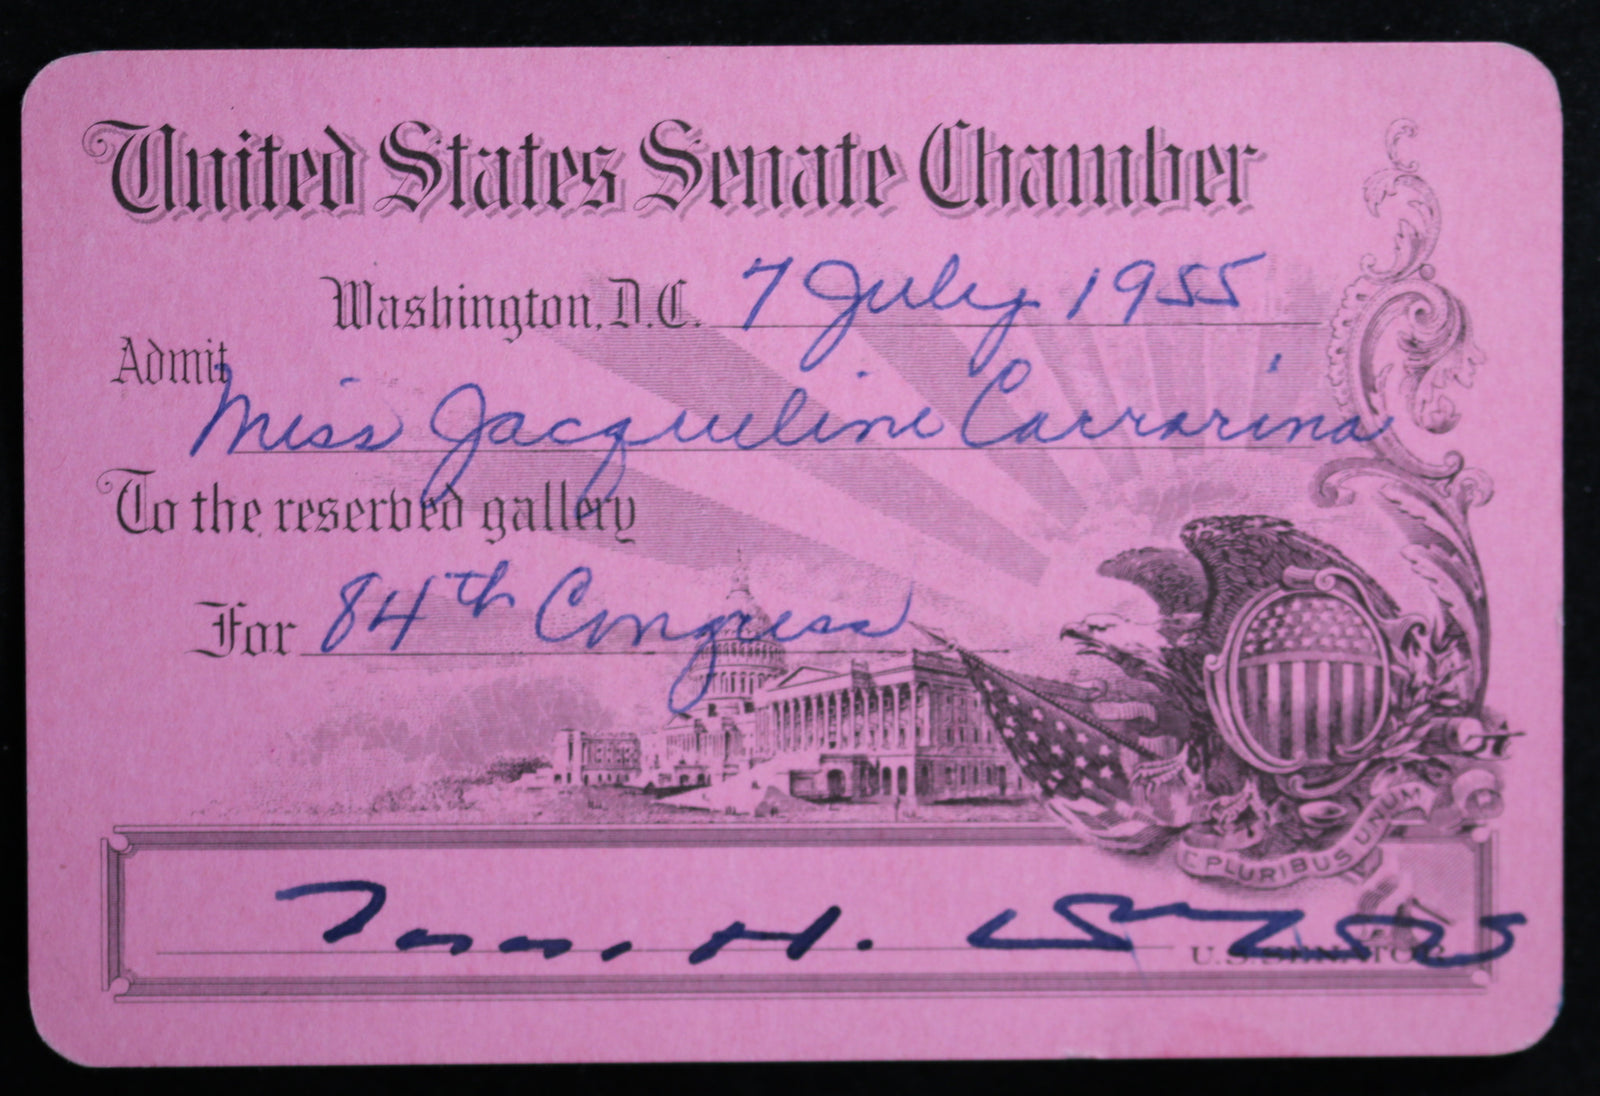 United States Senate Chamber
Washington, D.C. 7 July 1955
Admit
Miss Jacqueline Carrarina
To the reserved gallery
For 84th Congress
E PLURIBUS UNUM
H.
U.S. SENATOR